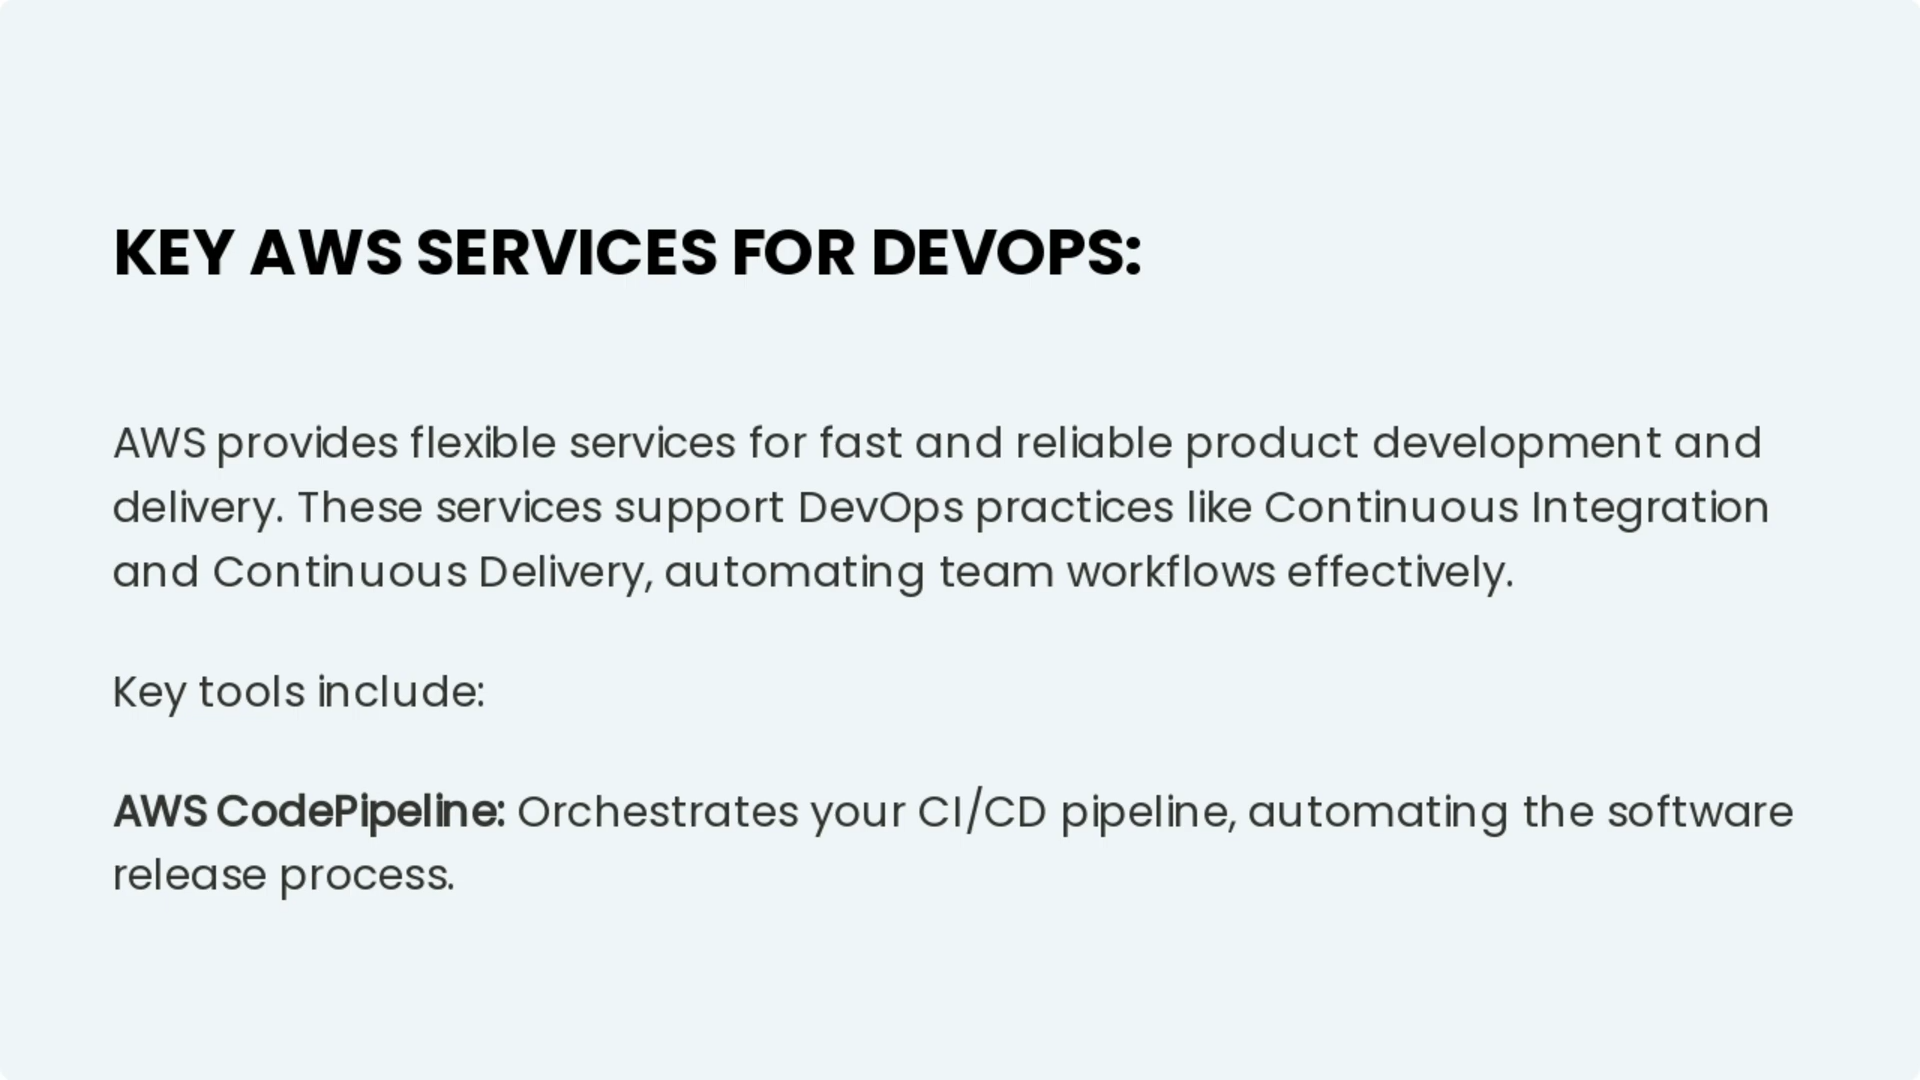 KEY AWS SERVICES FOR DEVOPS:
AWS provides flexible services for fast and reliable product development and
delivery. These services support DevOps practices like Continuous Integration
and Continuous Delivery, automating team workflows effectively.
Key tools include:
AWS CodePipeline: Orchestrates your CI/CD pipeline, automating the software
release process.